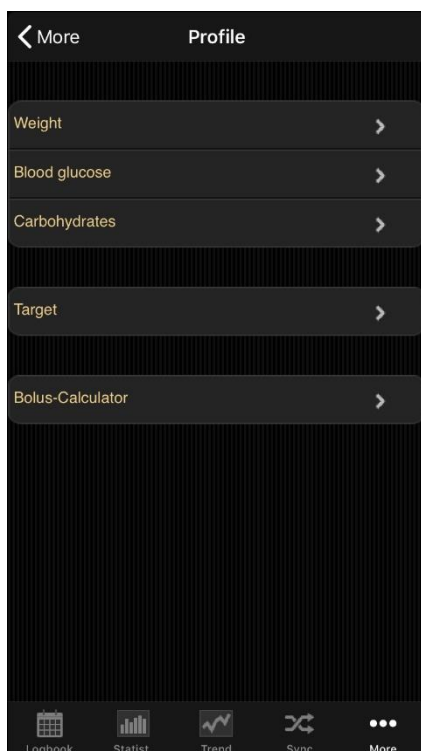 More
Profile
Weight
Blood glucose
Carbohydrates
Target
Bolus-Calculator
Logbook
Statist.
Trend
Sync
More